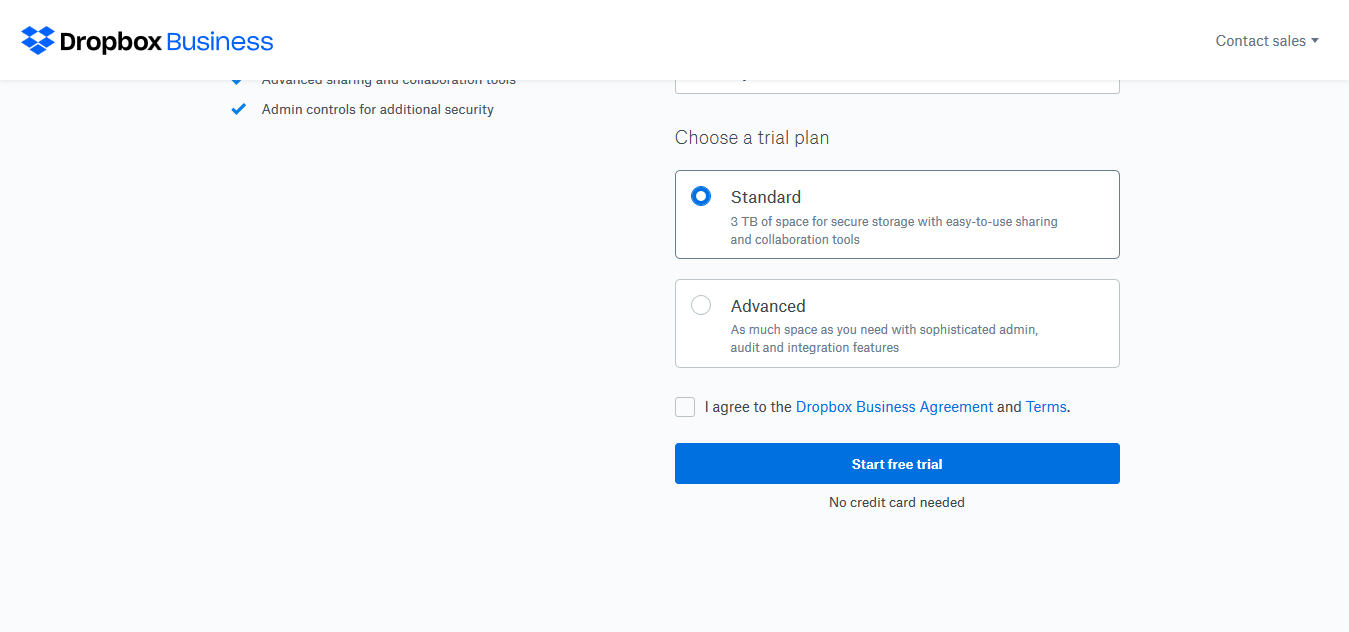 Dropbox Business
Contact sales
Advanced sharing and collaboration tools
Admin controls for additional security
Choose a trial plan
Standard
3 TB of space for secure storage with easy-to-use sharing
and collaboration tools
Advanced
As much space as you need with sophisticated admin,
audit and integration features
I agree to the Dropbox Business Agreement and Terms.
Start free trial
No credit card needed